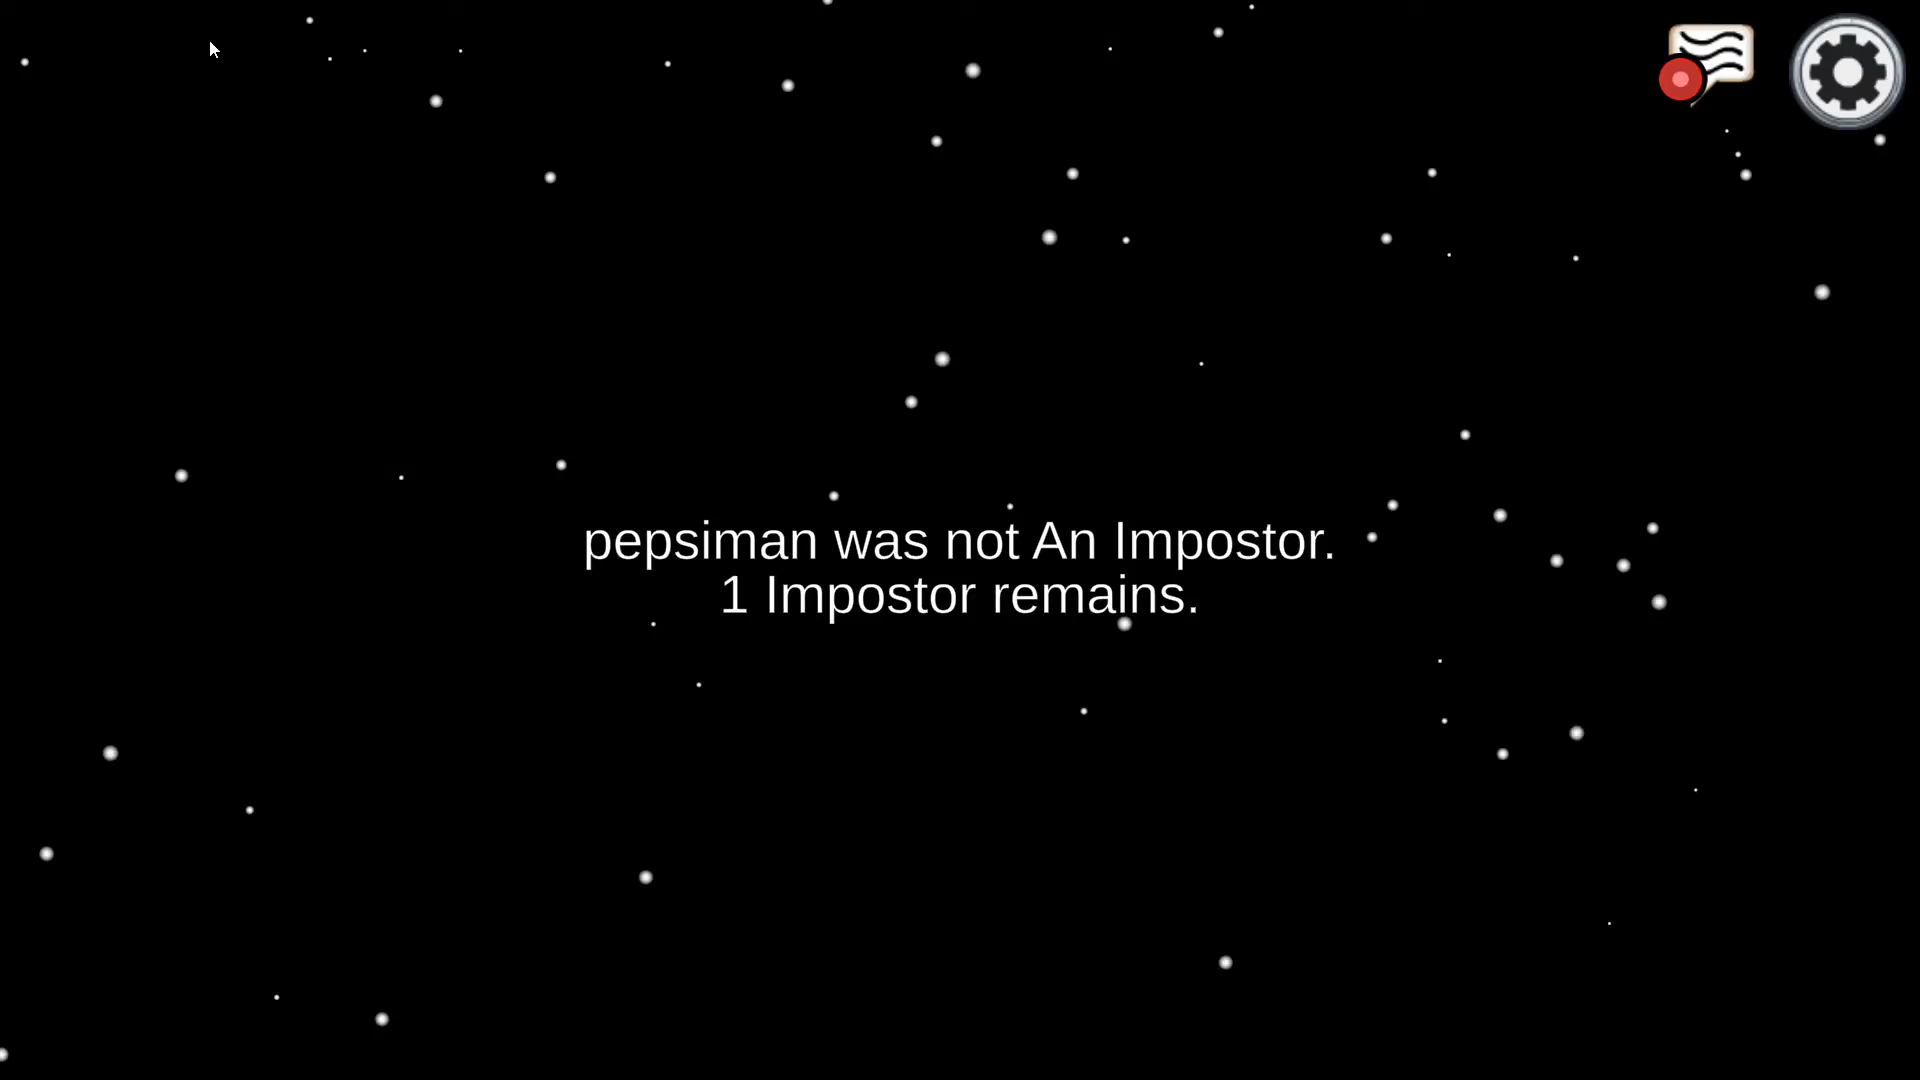 pepsiman was not An Impostor.
1 Impostor remains.